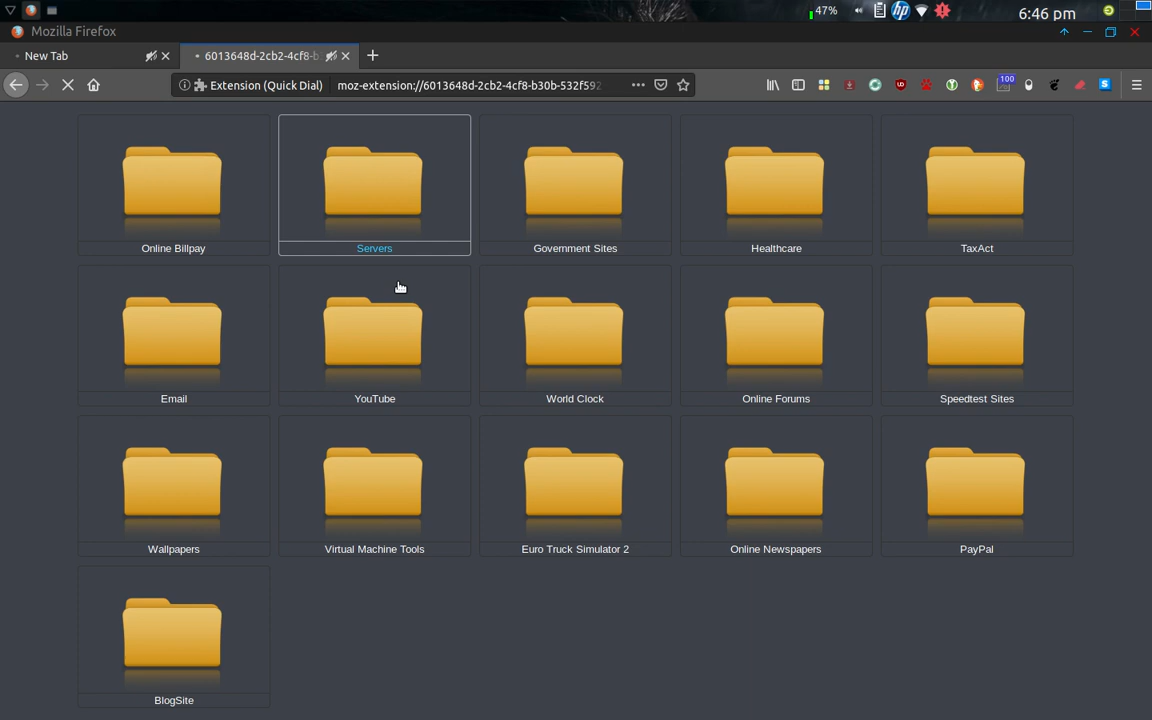 47%
6:46 pm
Mozilla Firefox
New Tab
6013648d-2cb2-4cf8-b
Extension (Quick Dial)
moz-extension://6013648d-2cb2-4cf8-b30b-532f592
100
Online Billpay
Servers
Government Sites
Healthcare
TaxAct
Email
YouTube
World Clock
Online Forums
Speedtest Sites
Wallpapers
Virtual Machine Tools
Euro Truck Simulator 2
Online Newspapers
PayPal
BlogSite